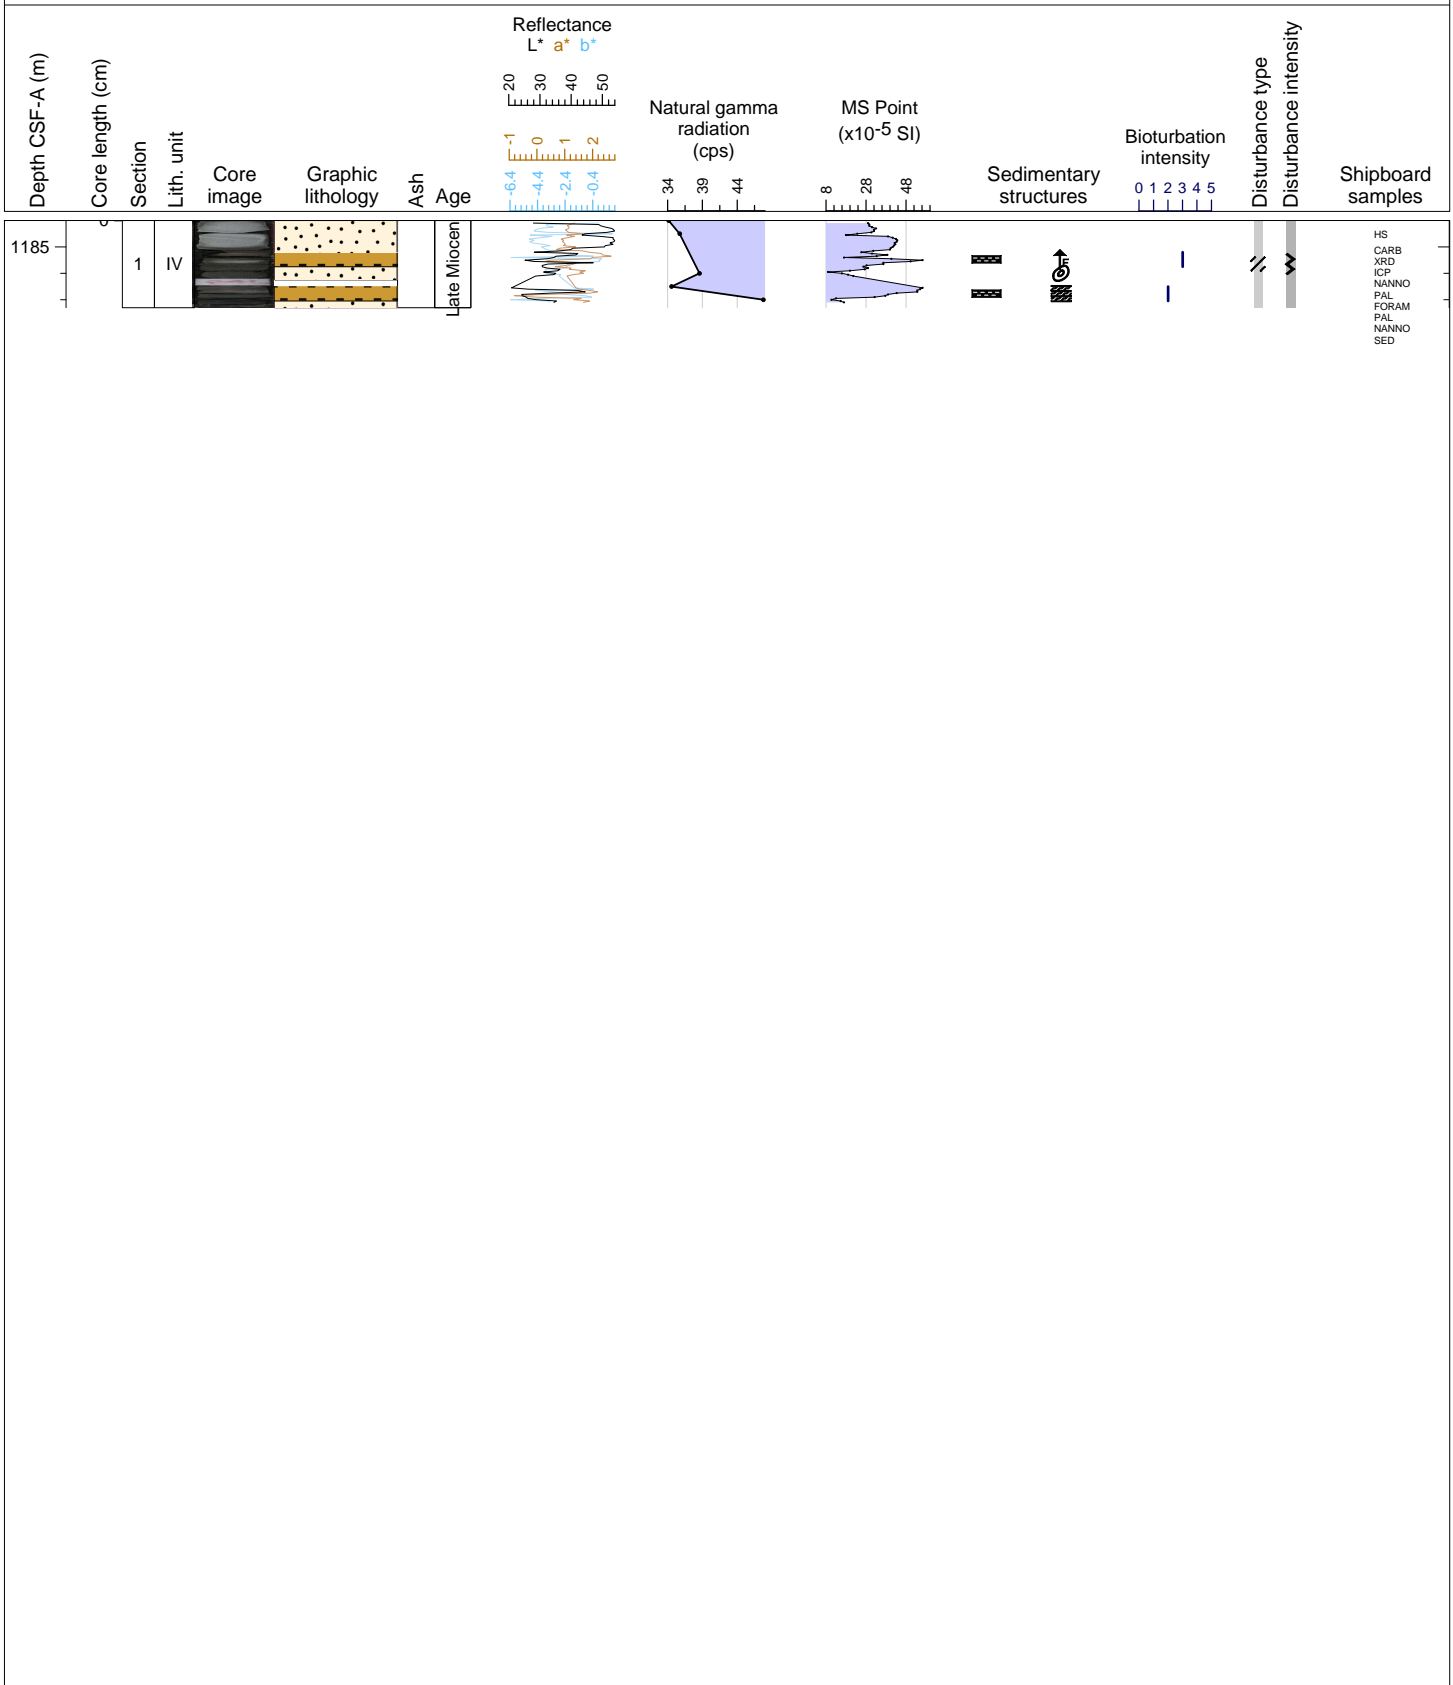 Depth CSF-A (m)
Core length (cm)
Section
Lith. unit
Core
image
Graphic
lithology
Ash
Age
Reflectance
L* a* b*
20 30 40 50
-1 0 1 2
-6.4 -4.4 -2.4 -0.4
Natural gamma
radiation
(cps)
34 39 44
MS Point
(x10-5 SI)
8 28 48
Sedimentary
structures
Bioturbation
intensity
0 1 2 3 4 5
Disturbance type
Disturbance intensity
Shipboard
samples
1185
1
IV
Late Miocen
F
HS
CARB
XRD
ICP
NANNO
PAL
FORAM
PAL
NANNO
SED